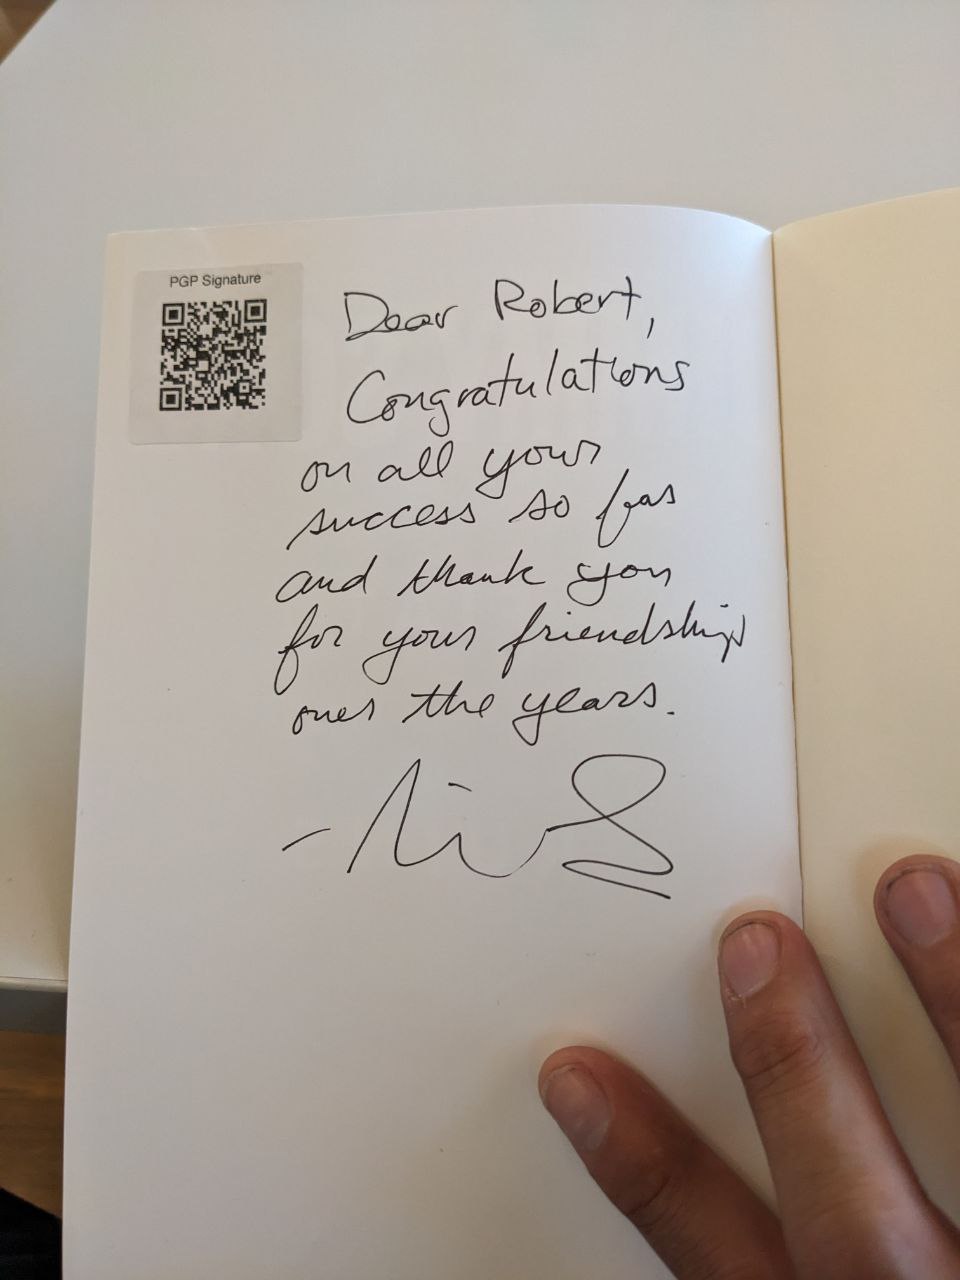 PGP Signature
Dear Robert,
Congratulations
on all your
success so far
and thank you
for your friendship
over the years.